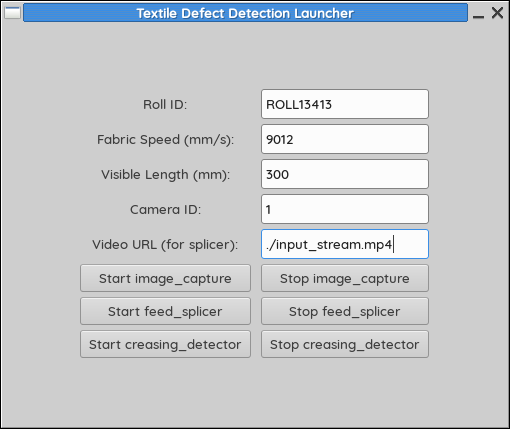 Textile Defect Detection Launcher
Roll ID: ROLL13413
Fabric Speed (mm/s): 9012
Visible Length (mm): 300
Camera ID: 1
Video URL (for splicer): ./input_stream.mp4
Start image_capture Stop image_capture
Start feed_splicer Stop feed_splicer
Start creasing_detector Stop creasing_detector